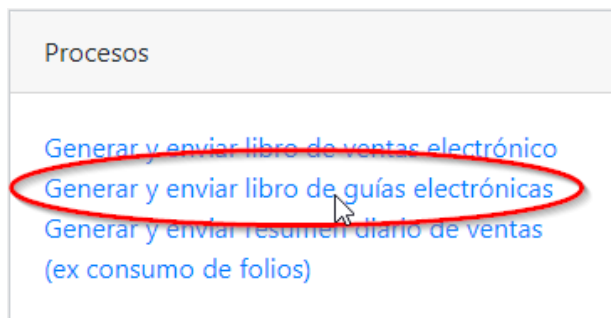 Procesos
Generar y enviar libro de ventas electrónico
Generar y enviar libro de guías electrónicas
Generar y enviar resumen diario de ventas
(ex consumo de folios)